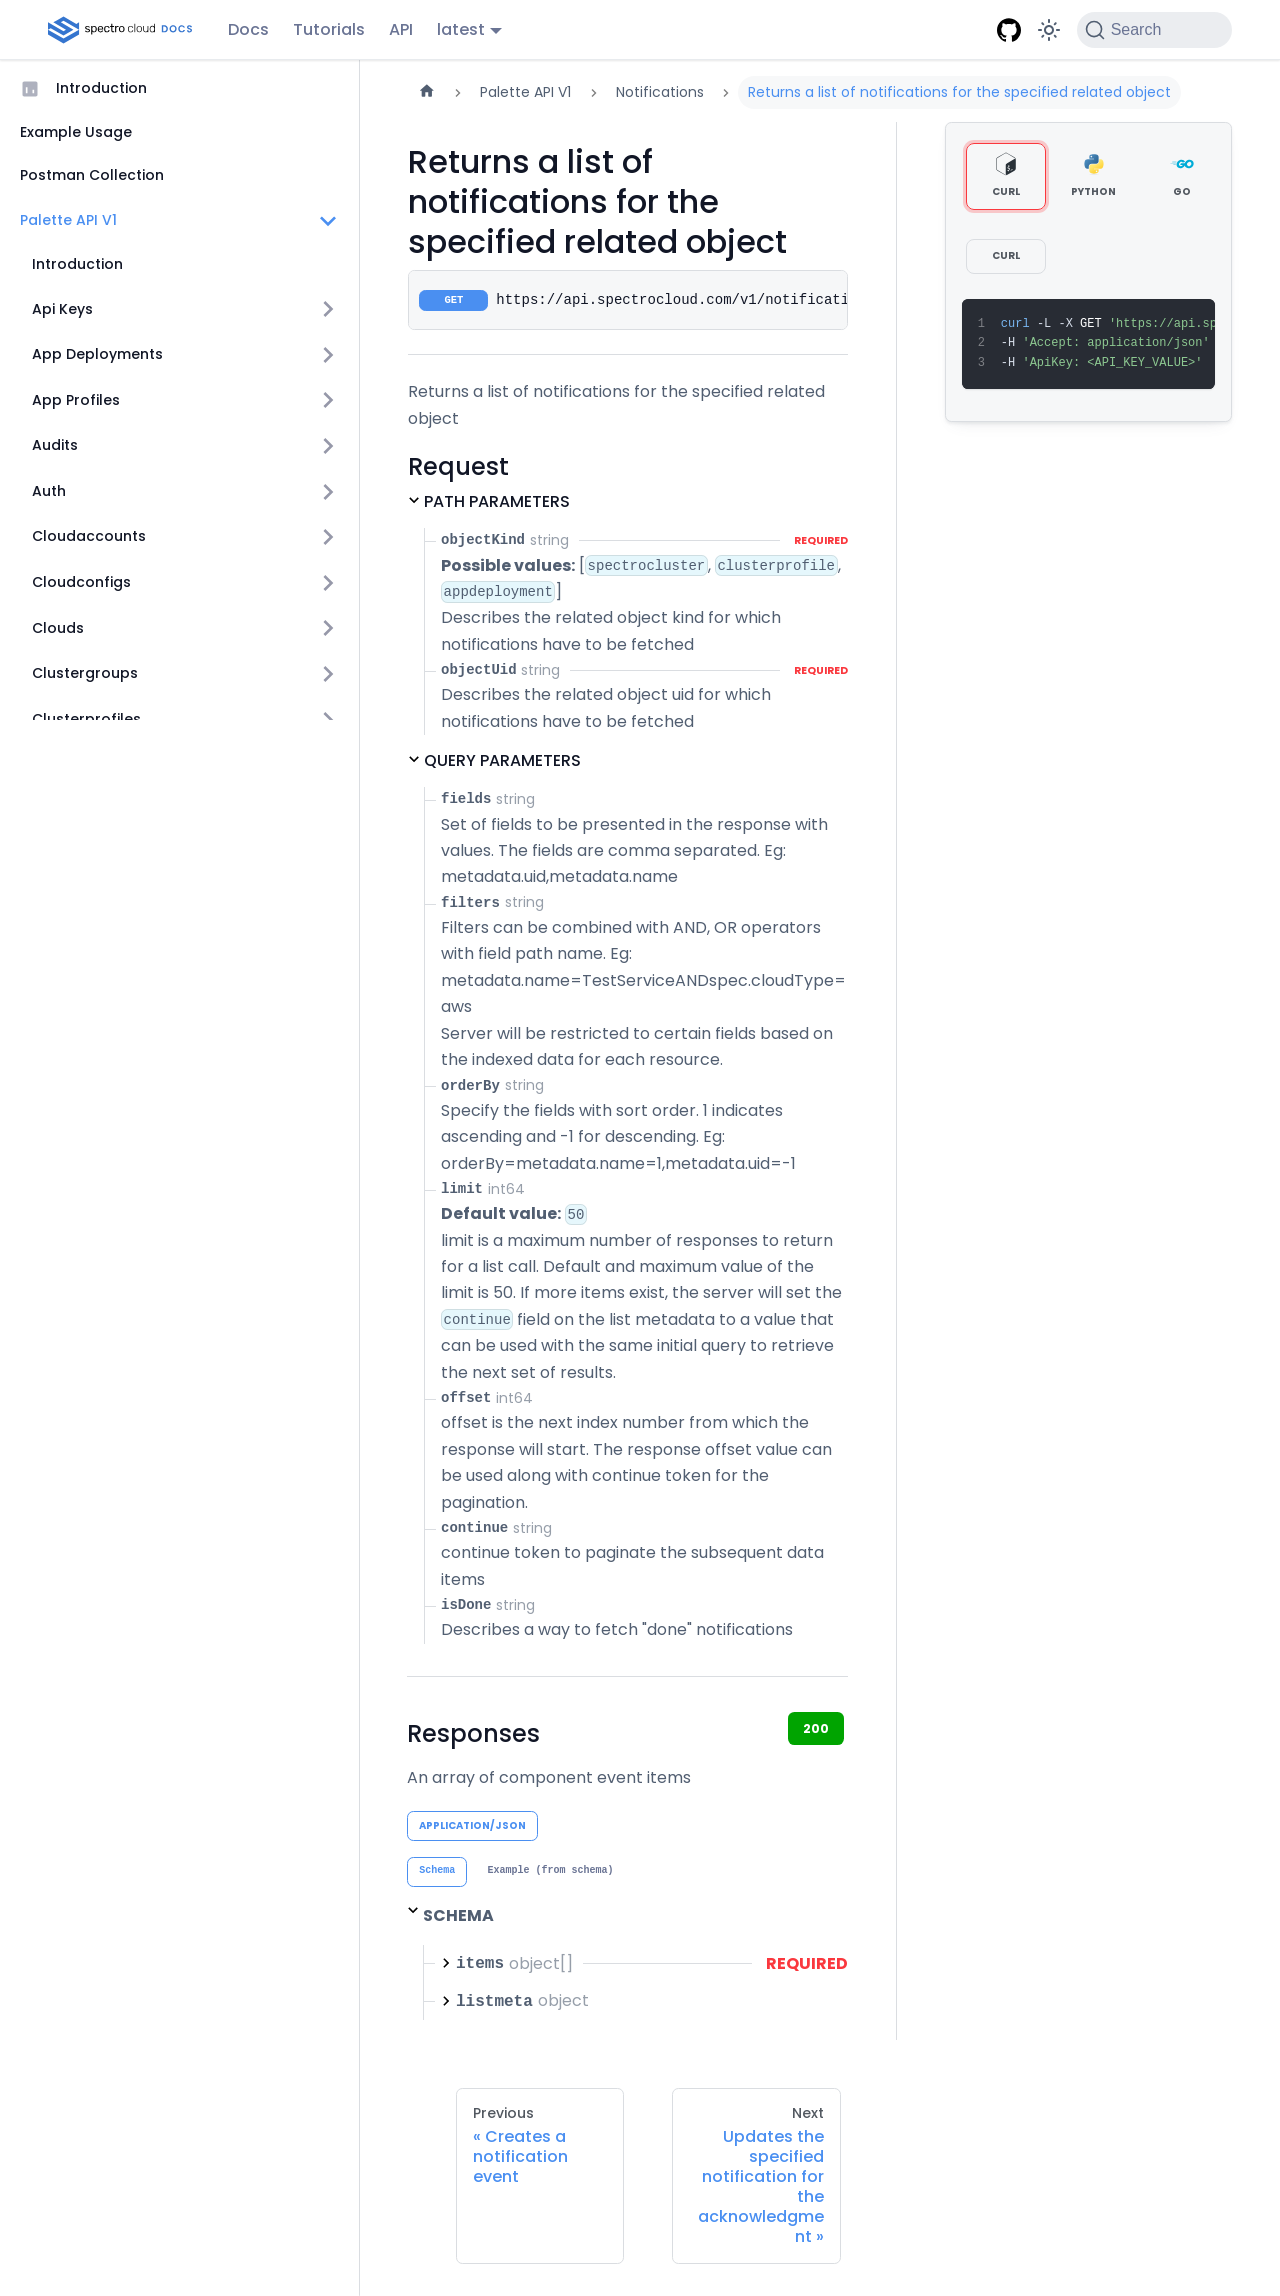 spectro cloud DOCS
Docs
Tutorials
API
latest
Search
Introduction
Example Usage
Postman Collection
Palette API V1
Introduction
Api Keys
App Deployments
App Profiles
Audits
Auth
Cloudaccounts
Cloudconfigs
Clouds
Clustergroups
Clusterprofiles
Palette API V1
Notifications
Returns a list of notifications for the specified related object
Returns a list of
notifications for the
specified related object
GET https://api.spectrocloud.com/v1/notificati
Returns a list of notifications for the specified related
object
Request
PATH PARAMETERS
objectKind string REQUIRED
Possible values: [spectrocluster, clusterprofile,
appdeployment]
Describes the related object kind for which
notifications have to be fetched
objectUid string REQUIRED
Describes the related object uid for which
notifications have to be fetched
QUERY PARAMETERS
fields string
Set of fields to be presented in the response with
values. The fields are comma separated. Eg:
metadata.uid,metadata.name
filters string
Filters can be combined with AND, OR operators
with field path name. Eg:
metadata.name=TestServiceANDspec.cloudType=
aws
Server will be restricted to certain fields based on
the indexed data for each resource.
orderBy string
Specify the fields with sort order. 1 indicates
ascending and -1 for descending. Eg:
orderBy=metadata.name=1,metadata.uid=-1
limit int64
Default value: 50
limit is a maximum number of responses to return
for a list call. Default and maximum value of the
limit is 50. If more items exist, the server will set the
continue field on the list metadata to a value that
can be used with the same initial query to retrieve
the next set of results.
offset int64
offset is the next index number from which the
response will start. The response offset value can
be used along with continue token for the
pagination.
continue string
continue token to paginate the subsequent data
items
isDone string
Describes a way to fetch "done" notifications
Responses
200
An array of component event items
APPLICATION/JSON
Schema
Example (from schema)
SCHEMA
items object[] REQUIRED
listmeta object
Previous
« Creates a
notification
event
Next
Updates the
specified
notification for
the
acknowledgme
nt »
CURL
PYTHON
GO
CURL
1 curl -L -X GET 'https://api.sp
2 -H 'Accept: application/json'
3 -H 'ApiKey: <API_KEY_VALUE>'